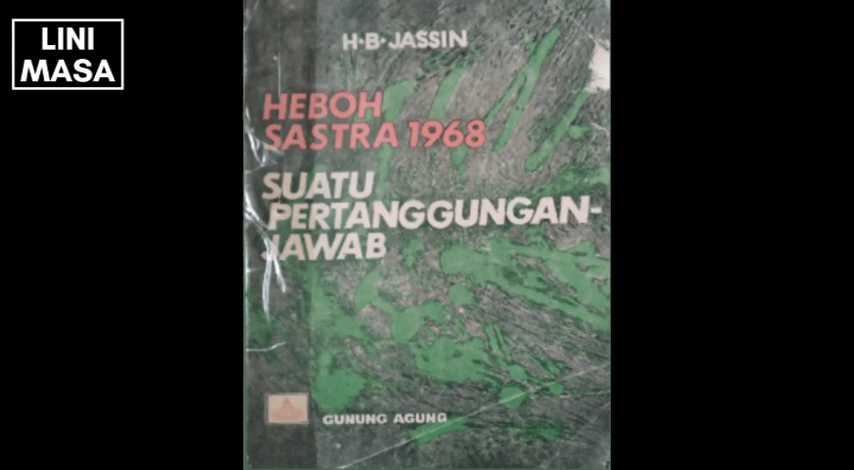 LINI
MASA
H·B·JASSIN
HEBOH
SASTRA 1968
SUATU
PERTANGGUNGAN-
JAWAB
GUNUNG AGUNG